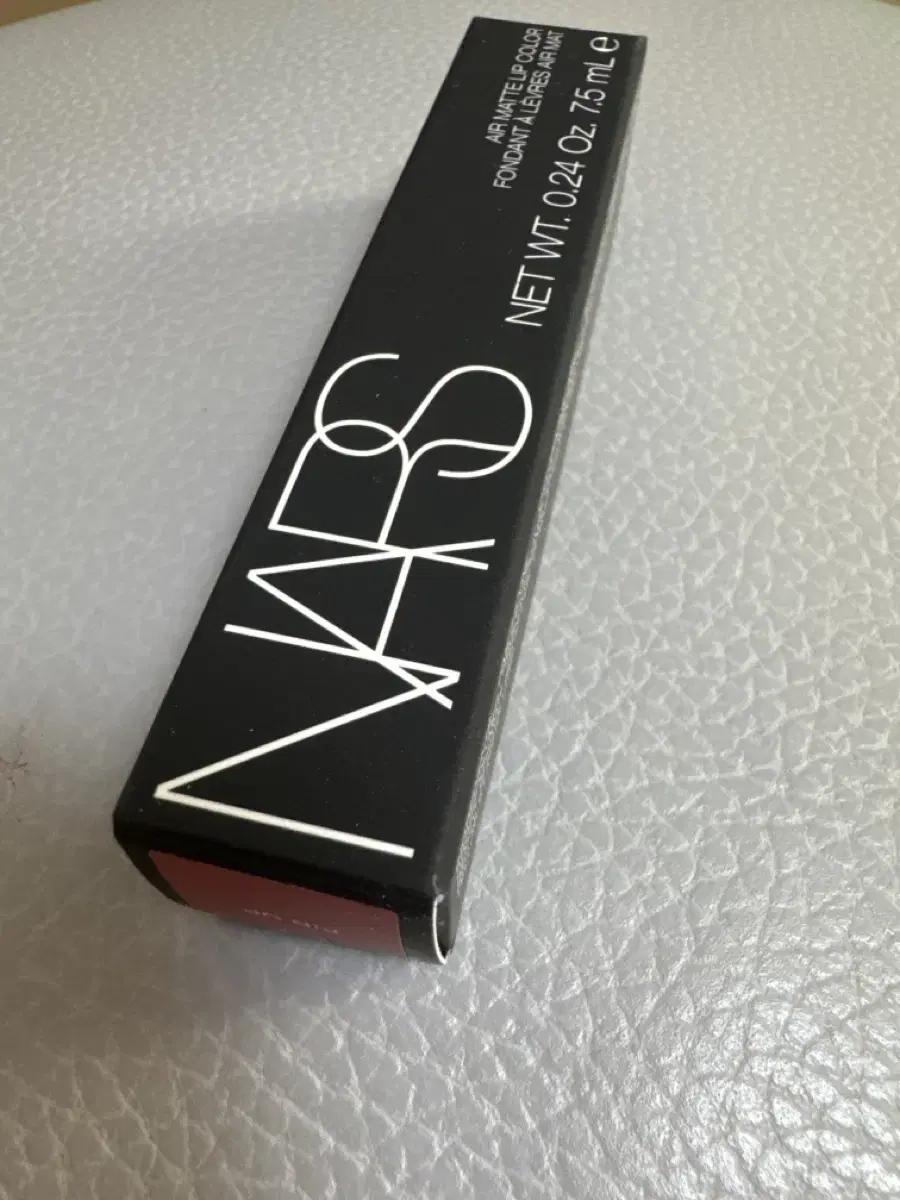 NARS
AIR MATTE LIP COLOR
FONDANT À LÈVRES AIR MAT
NET WT. 0.24 Oz. 7.5 mL e